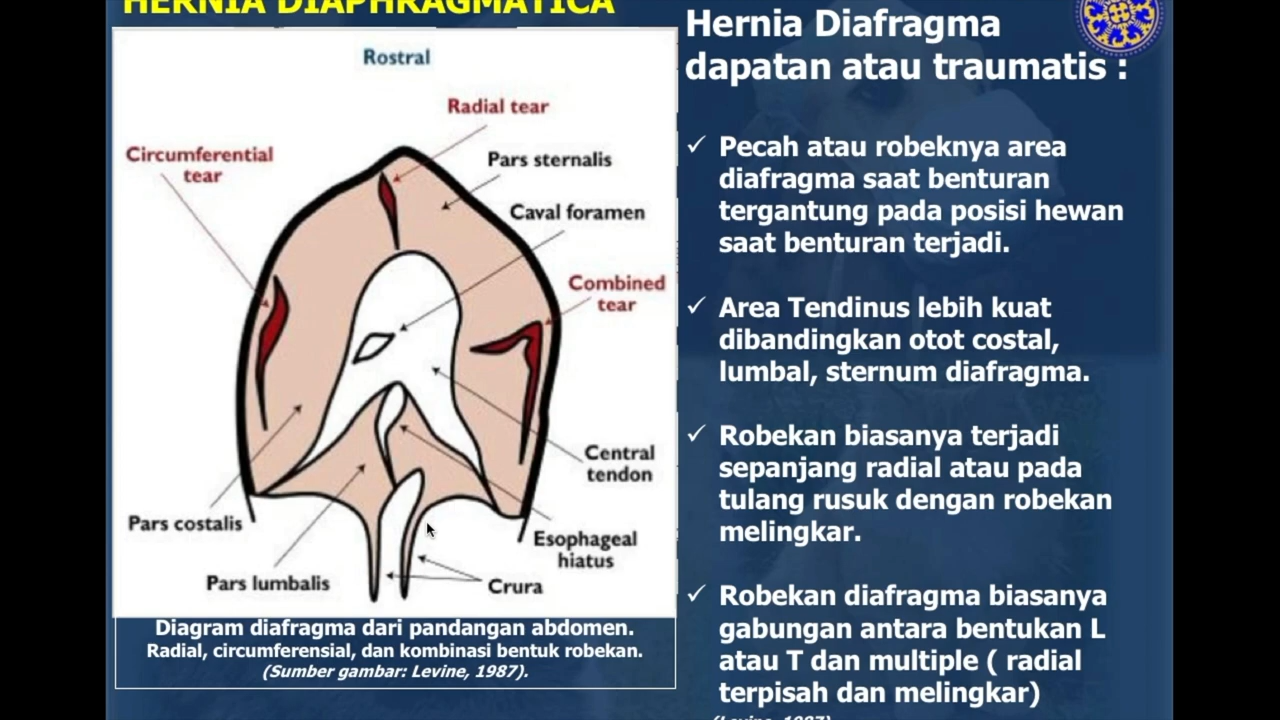 HERNIA DIAPHRAGMATICA
Rostral
Radial tear
Circumferential
tear
Pars sternalis
Caval foramen
Combined
tear
Central
tendon
Pars costalis
Esophageal
hiatus
Pars lumbalis
Crura
Diagram diafragma dari pandangan abdomen.
Radial, circumferensial, dan kombinasi bentuk robekan.
(Sumber gambar: Levine, 1987).
Hernia Diafragma
dapatan atau traumatis :
✓ Pecah atau robeknya area
diafragma saat benturan
tergantung pada posisi hewan
saat benturan terjadi.
✓ Area Tendinus lebih kuat
dibandingkan otot costal,
lumbal, sternum diafragma.
✓ Robekan biasanya terjadi
sepanjang radial atau pada
tulang rusuk dengan robekan
melingkar.
✓ Robekan diafragma biasanya
gabungan antara bentukan L
atau T dan multiple ( radial
terpisah dan melingkar)
(Levine, 1987)